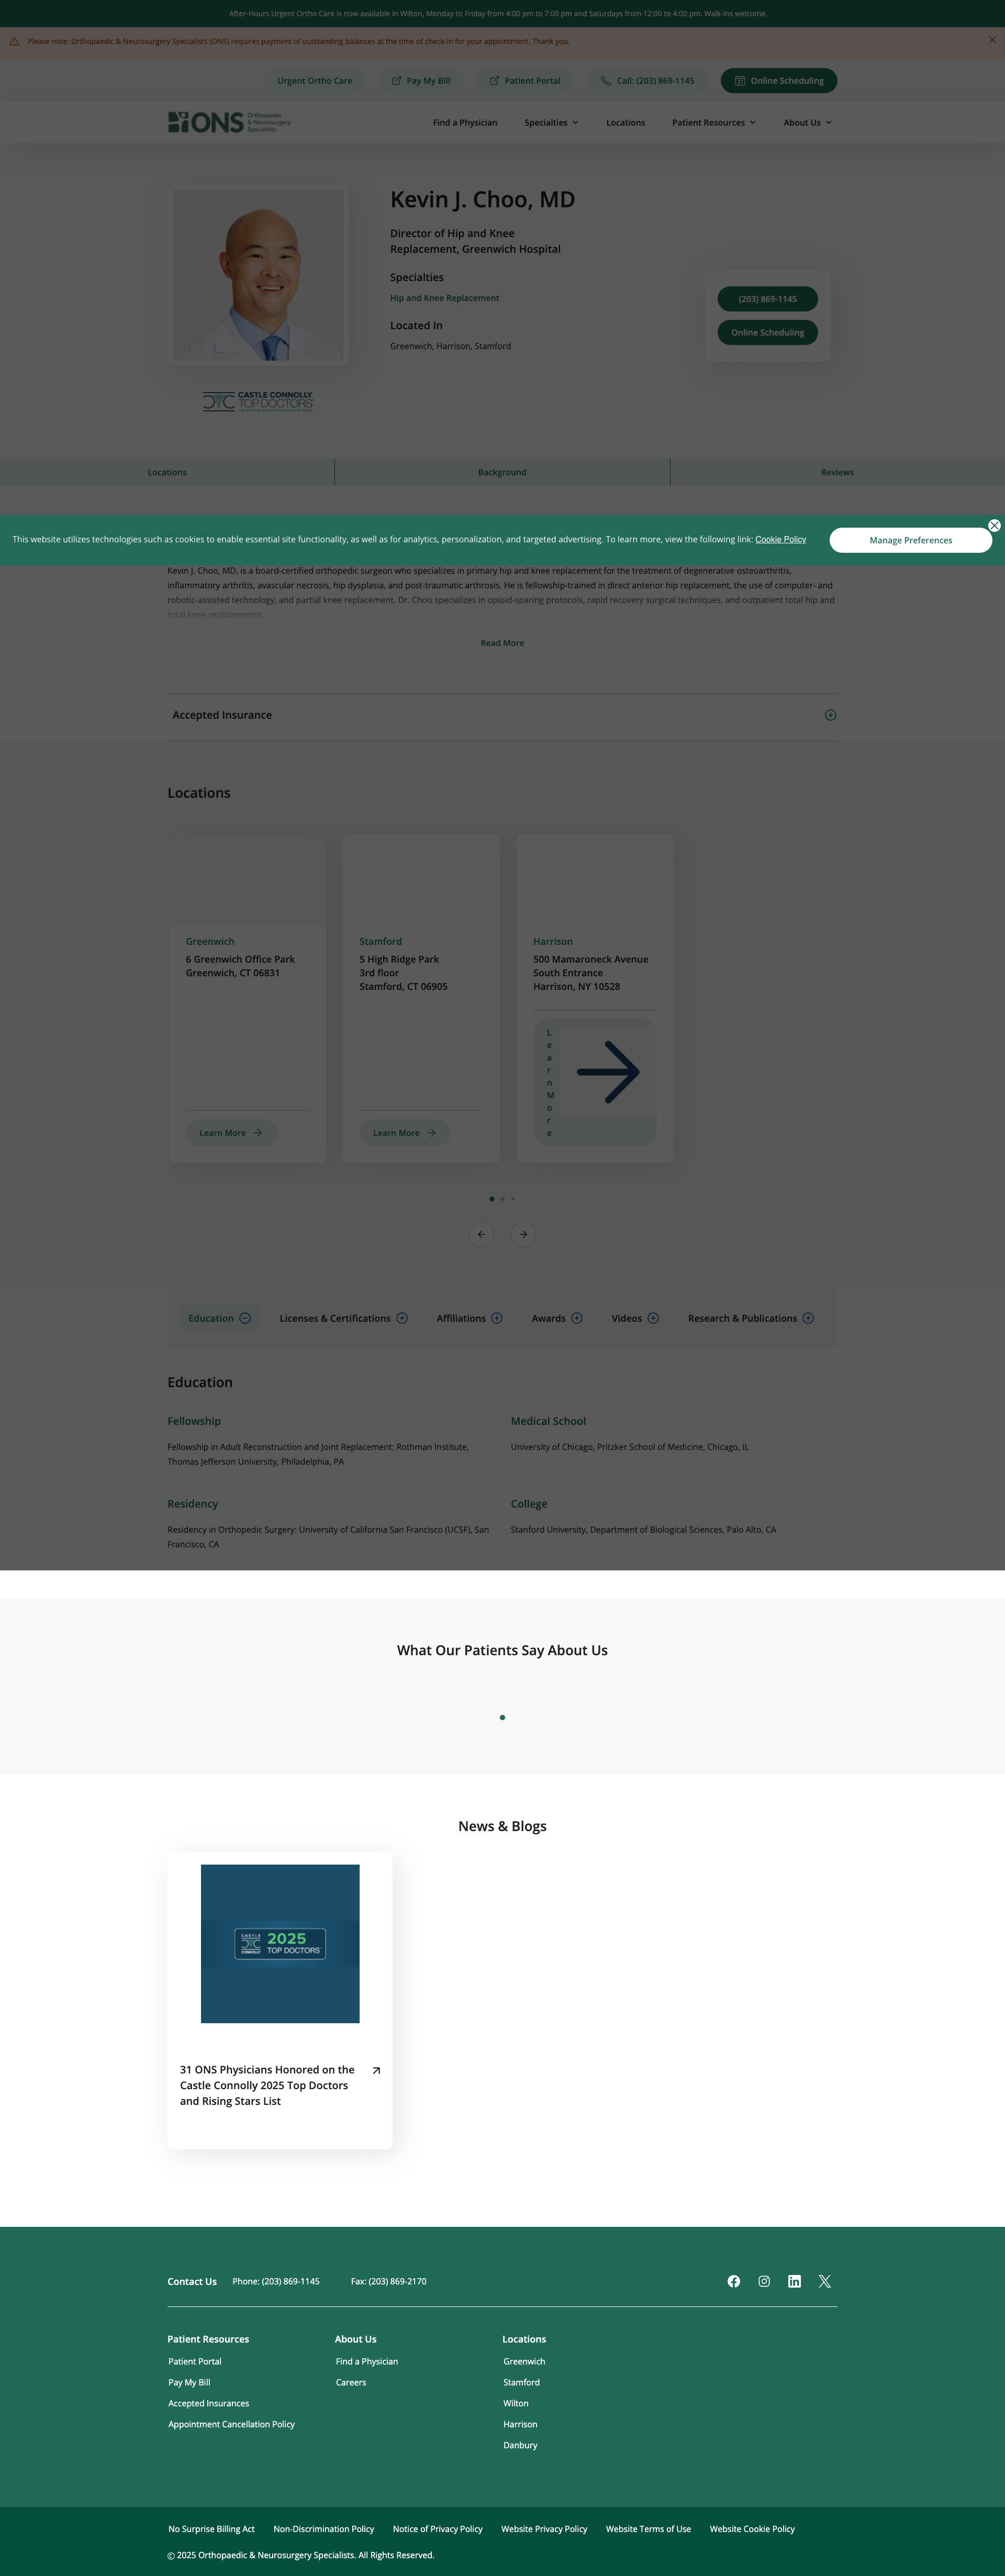 After-Hours Urgent Ortho Care is now available in Wilton, Monday to Friday from 4:00 pm to 7:00 pm and Saturdays from 12:00 to 4:00 pm. Walk-ins welcome.
Please note: Orthopaedic & Neurosurgery Specialists (ONS) requires payment of outstanding balances at the time of check-in for your appointment. Thank you.
Urgent Ortho Care
Pay My Bill
Patient Portal
Call: (203) 869-1145
Online Scheduling
ONS
Orthopaedic
& Neurosurgery
Specialists
Find a Physician
Specialties
Locations
Patient Resources
About Us
Kevin J. Choo, MD
Director of Hip and Knee
Replacement, Greenwich Hospital
Specialties
Hip and Knee Replacement
Located In
Greenwich, Harrison, Stamford
(203) 869-1145
Online Scheduling
CASTLE CONNOLLY
TOP DOCTORS
Locations
Background
Reviews
This website utilizes technologies such as cookies to enable essential site functionality, as well as for analytics, personalization, and targeted advertising. To learn more, view the following link: Cookie Policy
Manage Preferences
Kevin J. Choo, MD, is a board-certified orthopedic surgeon who specializes in primary hip and knee replacement for the treatment of degenerative osteoarthritis,
inflammatory arthritis, avascular necrosis, hip dysplasia, and post-traumatic arthritis. He is fellowship-trained in direct anterior hip replacement, the use of computer- and
robotic-assisted technology, and partial knee replacement. Dr. Choo specializes in opioid-sparing protocols, rapid recovery surgical techniques, and outpatient total hip and
total knee replacements.
Read More
Accepted Insurance
Locations
Greenwich
6 Greenwich Office Park
Greenwich, CT 06831
Learn More
Stamford
5 High Ridge Park
3rd floor
Stamford, CT 06905
Learn More
Harrison
500 Mamaroneck Avenue
South Entrance
Harrison, NY 10528
Learn More
Education
Licenses & Certifications
Affiliations
Awards
Videos
Research & Publications
Education
Fellowship
Fellowship in Adult Reconstruction and Joint Replacement: Rothman Institute,
Thomas Jefferson University, Philadelphia, PA
Medical School
University of Chicago, Pritzker School of Medicine, Chicago, IL
Residency
Residency in Orthopedic Surgery: University of California San Francisco (UCSF), San
Francisco, CA
College
Stanford University, Department of Biological Sciences, Palo Alto, CA
What Our Patients Say About Us
News & Blogs
CASTLE CONNOLLY
2025
TOP DOCTORS
31 ONS Physicians Honored on the
Castle Connolly 2025 Top Doctors
and Rising Stars List
Contact Us
Phone: (203) 869-1145
Fax: (203) 869-2170
Patient Resources
Patient Portal
Pay My Bill
Accepted Insurances
Appointment Cancellation Policy
About Us
Find a Physician
Careers
Locations
Greenwich
Stamford
Wilton
Harrison
Danbury
No Surprise Billing Act
Non-Discrimination Policy
Notice of Privacy Policy
Website Privacy Policy
Website Terms of Use
Website Cookie Policy
© 2025 Orthopaedic & Neurosurgery Specialists. All Rights Reserved.